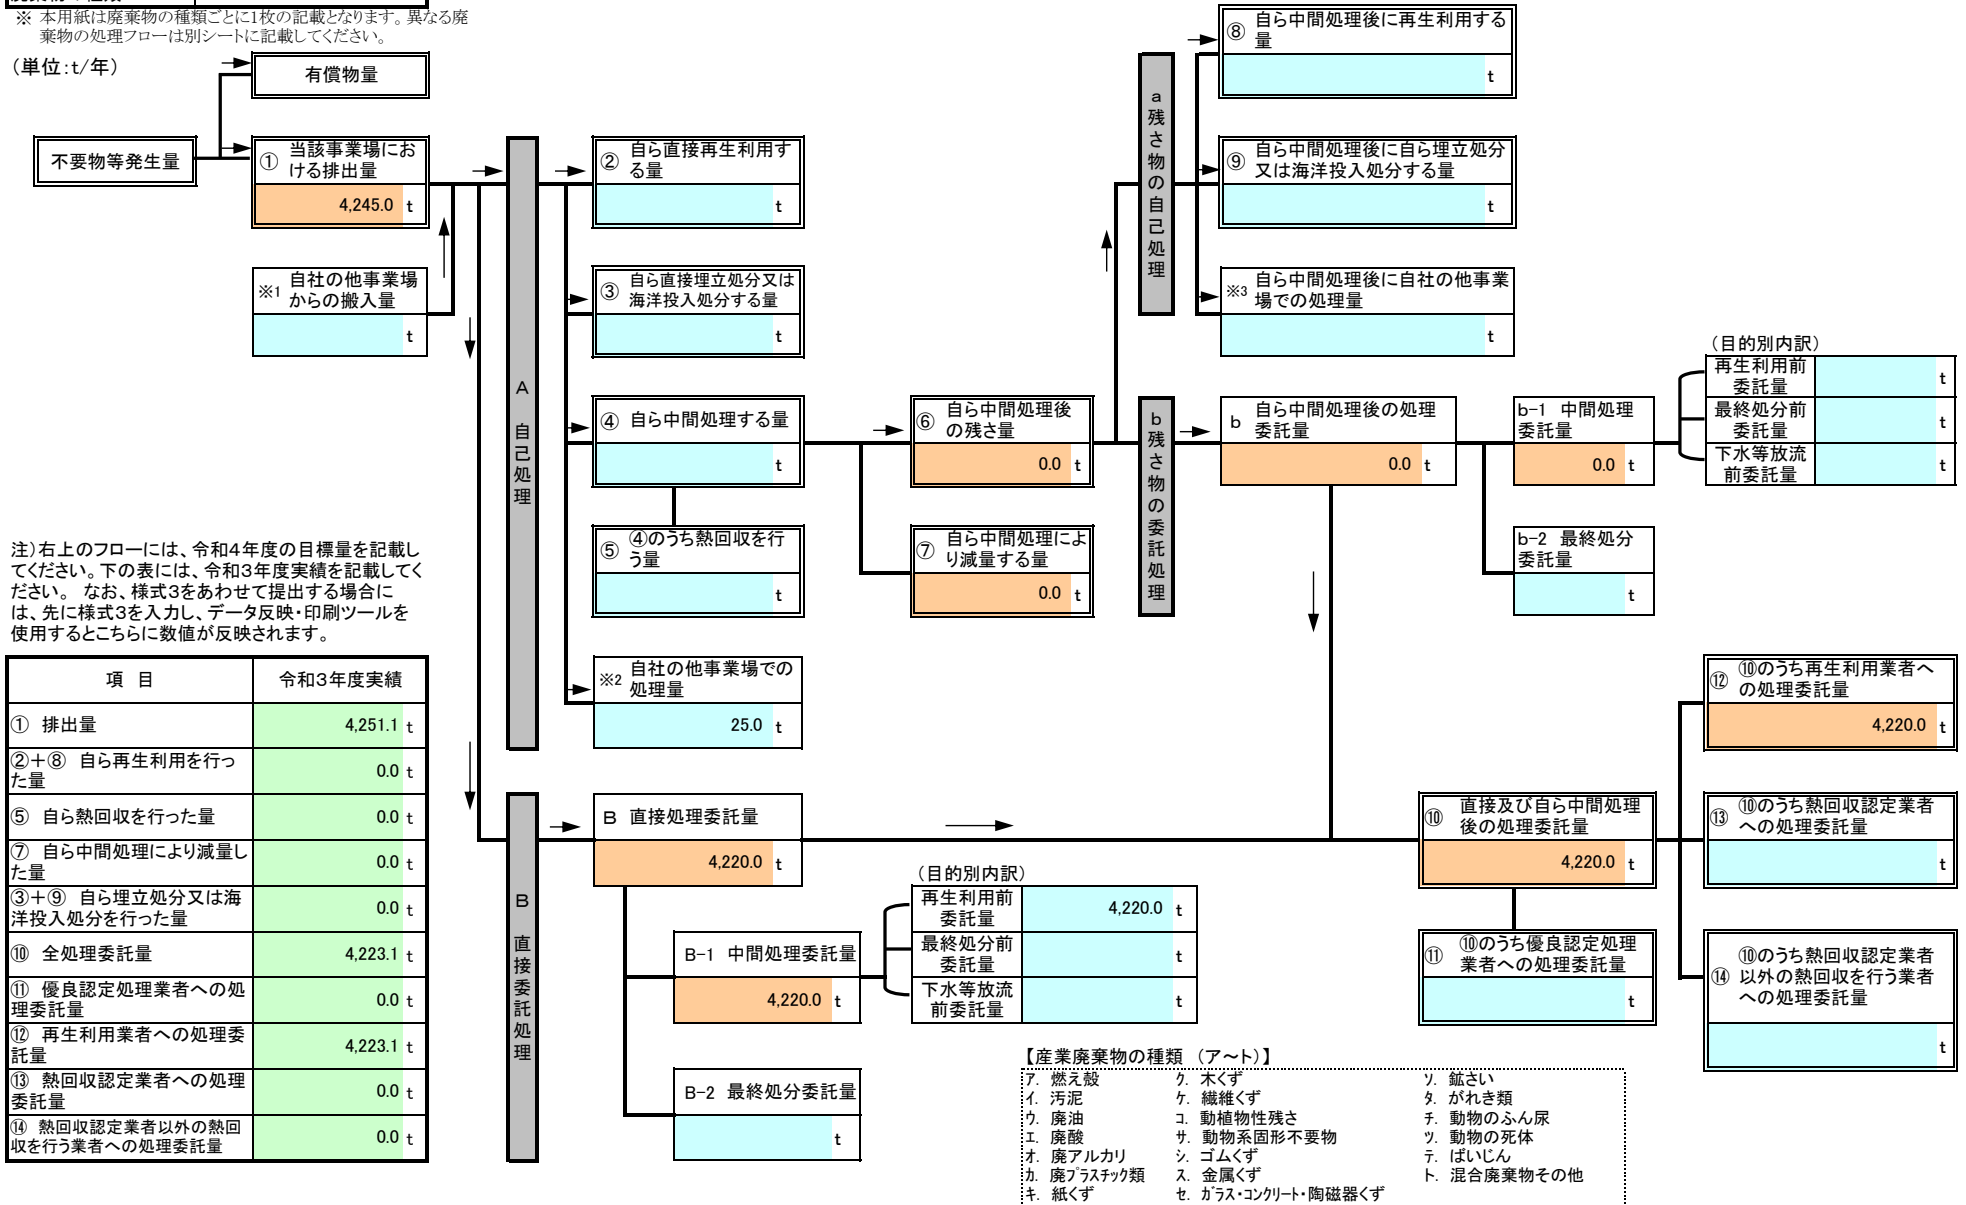 ※ 本用紙は廃棄物の種類ごとに1枚の記載となります。異なる廃
棄物の処理フローは別シートに記載してください。
（単位：t/年）
有償物量
不要物等発生量
① 当該事業場にお
ける排出量
4,245.0 t
※1 自社の他事業場
からの搬入量
t
A 自己処理
② 自ら直接再生利用す
る量
t
③ 自ら直接埋立処分又は
海洋投入処分する量
t
④ 自ら中間処理する量
t
⑤ ④のうち熱回収を行
う量
t
※2 自社の他事業場での
処理量
25.0 t
⑥ 自ら中間処理後
の残さ量
0.0 t
⑦ 自ら中間処理によ
り減量する量
0.0 t
a 残さ物の自己処理
⑧ 自ら中間処理後に再生利用する
量
t
⑨ 自ら中間処理後に自ら埋立処分
又は海洋投入処分する量
t
※3 自ら中間処理後に自社の他事業
場での処理量
t
b 残さ物の委託処理
b 自ら中間処理後の処理
委託量
0.0 t
b-1 中間処理
委託量
0.0 t
b-2 最終処分
委託量
t
（目的別内訳）
再生利用前
委託量
t
最終処分前
委託量
t
下水等放流
前委託量
t
注）右上のフローには、令和4年度の目標量を記載し
てください。下の表には、令和3年度実績を記載してく
ださい。 なお、様式3をあわせて提出する場合に
は、先に様式3を入力し、データ反映・印刷ツールを
使用するとこちらに数値が反映されます。
項 目 令和3年度実績
① 排出量 4,251.1 t
②＋⑧ 自ら再生利用を行っ
た量 0.0 t
⑤ 自ら熱回収を行った量 0.0 t
⑦ 自ら中間処理により減量し
た量 0.0 t
③＋⑨ 自ら埋立処分又は海
洋投入処分を行った量 0.0 t
⑩ 全処理委託量 4,223.1 t
⑪ 優良認定処理業者への処
理委託量 0.0 t
⑫ 再生利用業者への処理委
託量 4,223.1 t
⑬ 熱回収認定業者への処理
委託量 0.0 t
⑭ 熱回収認定業者以外の熱回
収を行う業者への処理委託量 0.0 t
B 直接委託処理
B 直接処理委託量
4,220.0 t
B-1 中間処理委託量
4,220.0 t
B-2 最終処分委託量
t
（目的別内訳）
再生利用前
委託量
4,220.0 t
最終処分前
委託量
t
下水等放流
前委託量
t
⑩ 直接及び自ら中間処理
後の処理委託量
4,220.0 t
⑪ ⑩のうち優良認定処理
業者への処理委託量
t
⑫ ⑩のうち再生利用業者へ
の処理委託量
4,220.0 t
⑬ ⑩のうち熱回収認定業者
への処理委託量
t
⑭ ⑩のうち熱回収認定業者
以外の熱回収を行う業者
への処理委託量
t
【産業廃棄物の種類 （ア～ト）】
ア. 燃え殻 ク. 木くず ソ. 鉱さい
イ. 汚泥 ケ. 繊維くず タ. がれき類
ウ. 廃油 コ. 動植物性残さ チ. 動物のふん尿
エ. 廃酸 サ. 動物系固形不要物 ツ. 動物の死体
オ. 廃アルカリ シ. ゴムくず テ. ばいじん
カ. 廃プラスチック類 ス. 金属くず ト. 混合廃棄物その他
キ. 紙くず セ. ガラス・コンクリート・陶磁器くず